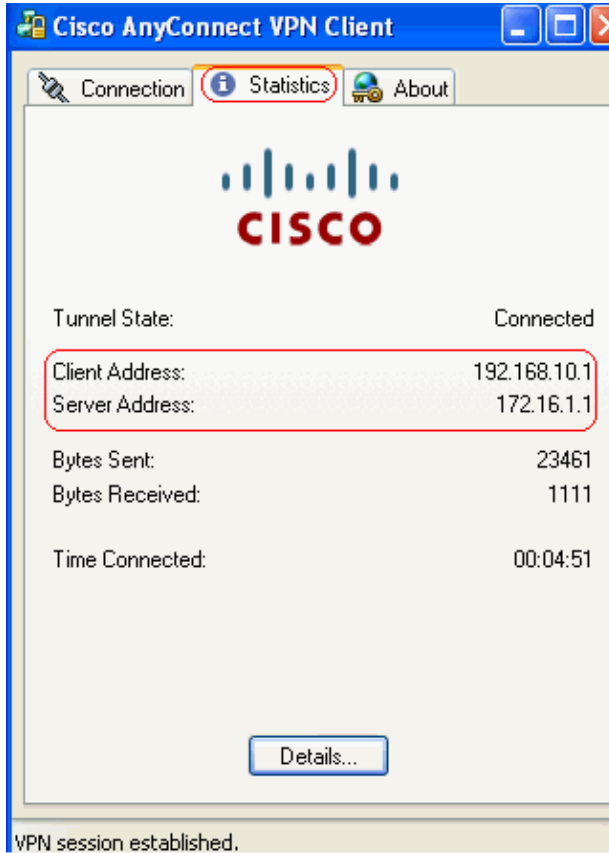 Cisco AnyConnect VPN Client
Connection Statistics About
CISCO
Tunnel State: Connected
Client Address: 192.168.10.1
Server Address: 172.16.1.1
Bytes Sent: 23461
Bytes Received: 1111
Time Connected: 00:04:51
Details...
VPN session established.